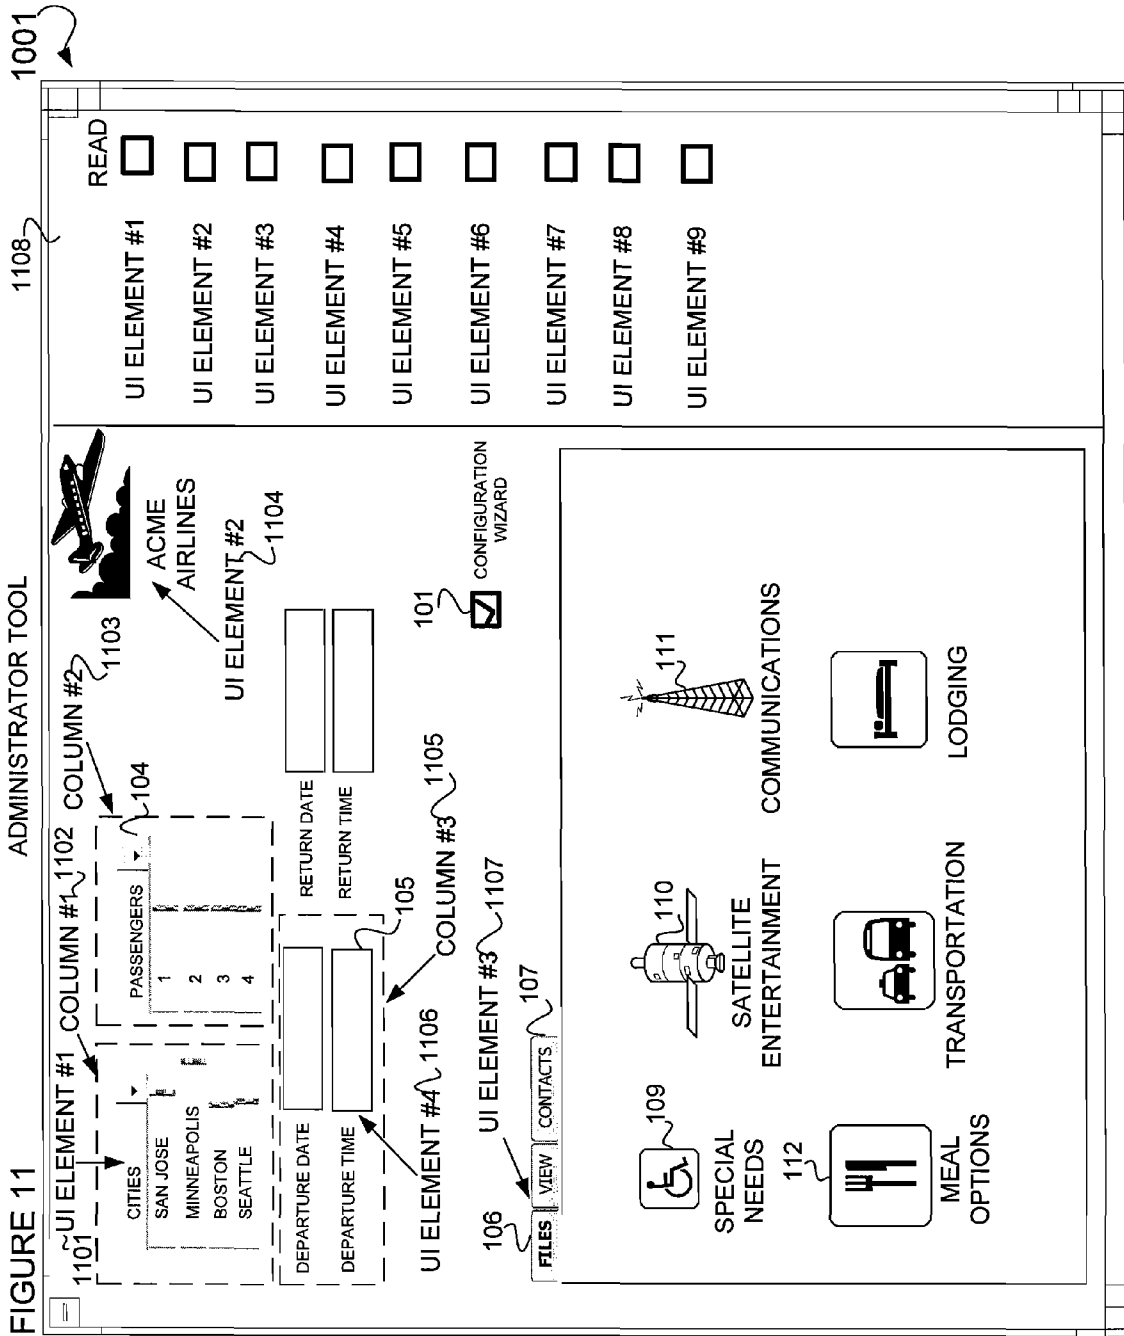 FIGURE 11
ADMINISTRATOR TOOL
1001
1101
UI ELEMENT #1
COLUMN #1
1102
COLUMN #2
1103
1108
CITIES
SAN JOSE
MINNEAPOLIS
BOSTON
SEATTLE
PASSENGERS
104
1
2
3
4
ACME
AIRLINES
UI ELEMENT #2
1104
DEPARTURE DATE
DEPARTURE TIME
105
RETURN DATE
RETURN TIME
UI ELEMENT #4
1106
COLUMN #3
1105
UI ELEMENT #3
1107
101
CONFIGURATION
WIZARD
106
FILES
VIEW
CONTACTS
107
109
SPECIAL
NEEDS
110
SATELLITE
ENTERTAINMENT
111
COMMUNICATIONS
112
MEAL
OPTIONS
TRANSPORTATION
LODGING
READ
UI ELEMENT #1
UI ELEMENT #2
UI ELEMENT #3
UI ELEMENT #4
UI ELEMENT #5
UI ELEMENT #6
UI ELEMENT #7
UI ELEMENT #8
UI ELEMENT #9